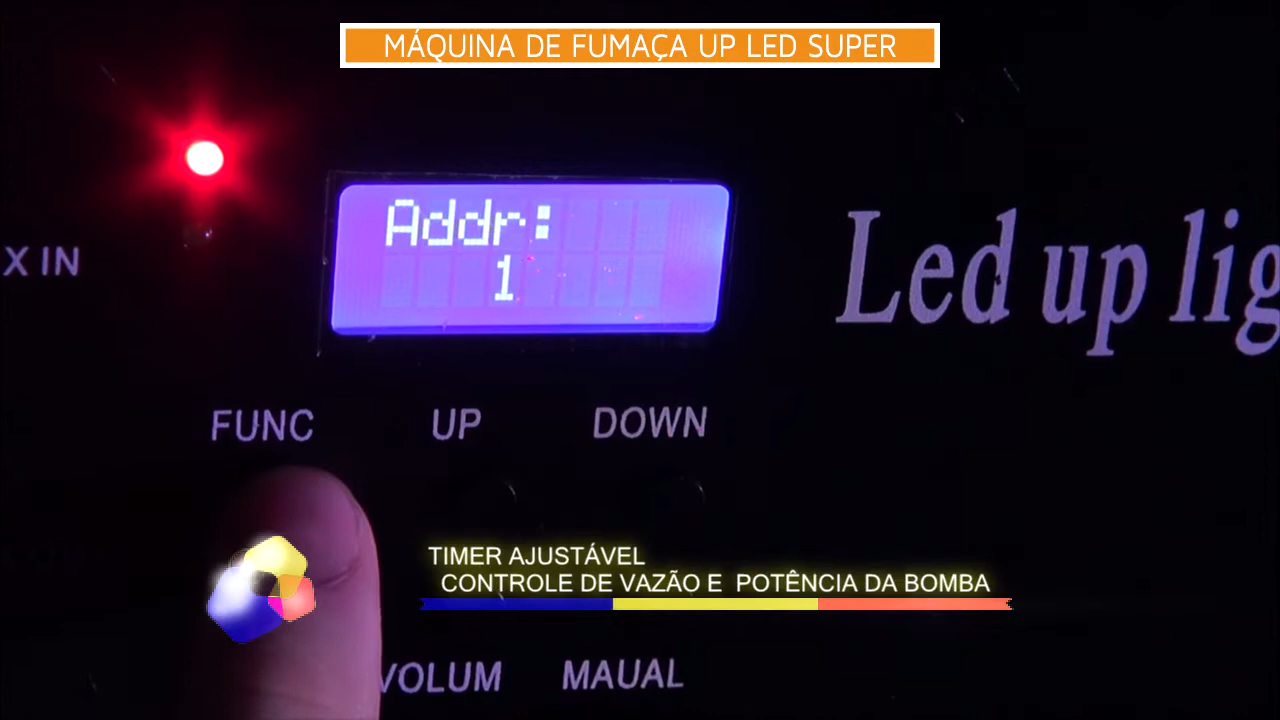 MÁQUINA DE FUMAÇA UP LED SUPER
Addr:
1
X IN
Led up lig
FUNC UP DOWN
TIMER AJUSTÁVEL
CONTROLE DE VAZÃO E POTÊNCIA DA BOMBA
VOLUM MAUAL